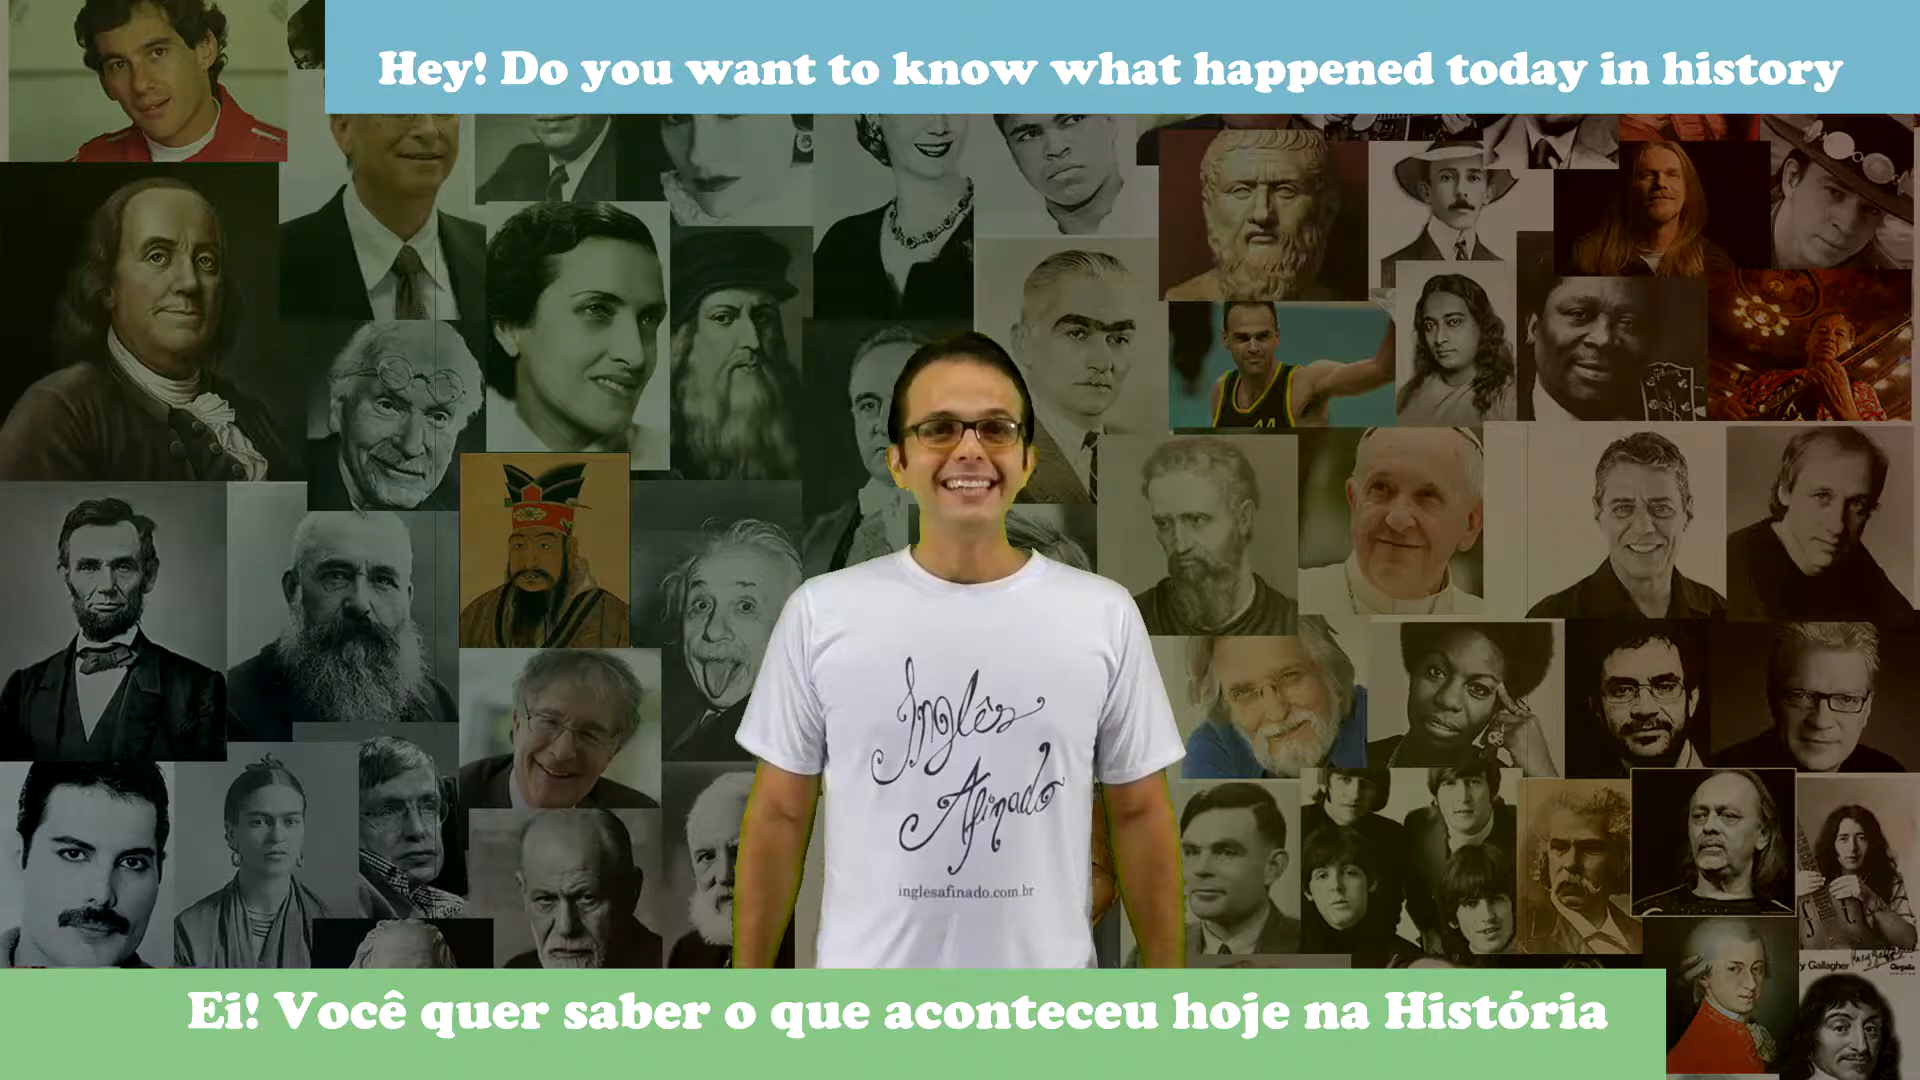 Hey! Do you want to know what happened today in history
Inglês
Afinado
inglesafinado.com.br
y Gallagher
Ei! Você quer saber o que aconteceu hoje na História